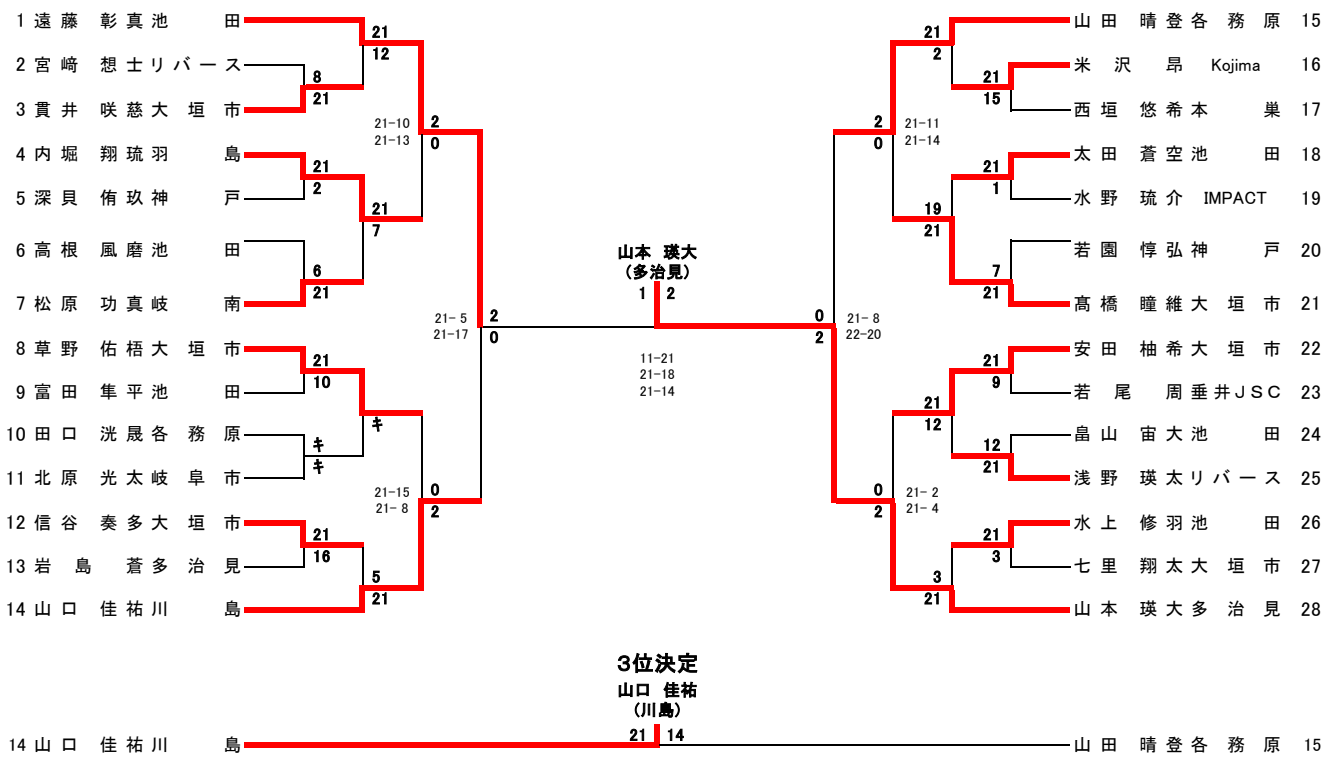 1 遠藤 彰真池 田
2 宮﨑 想士リバース
3 貫井 咲慈大垣市
4 内堀 翔琉羽 島
5 深貝 侑玖神 戸
6 高根 風磨池 田
7 松原 功真岐 南
8 草野 佑梧大垣市
9 富田 隼平池 田
10 田口 洸晟各務原
11 北原 光太岐阜市
12 信谷 奏多大垣市
13 岩島 蒼多治見
14 山口 佳祐川 島
21
12
8
21
21
2
21
7
6
21
21-10
21-13
2
0
21
10
キ
キ
キ
21-15
21- 8
0
2
21
16
5
21
21- 5
21-17
2
0
山本 瑛大
(多治見)
1 2
11-21
21-18
21-14
0
2
21- 8
22-20
21
2
21
15
2
0
21-11
21-14
21
1
19
21
7
21
21
9
21
12
12
21
0
2
21- 2
21- 4
21
3
3
21
山田 晴登各務原 15
米沢 昂 Kojima 16
西垣 悠希本 巣 17
太田 蒼空池 田 18
水野 琉介 IMPACT 19
若園 惇弘神 戸 20
髙橋 瞳維大垣市 21
安田 柚希大垣市 22
若尾 周垂井JSC 23
畠山 宙大池 田 24
浅野 瑛太リバース 25
水上 修羽池 田 26
七里 翔太大垣市 27
山本 瑛大多治見 28
3位決定
山口 佳祐
(川島)
21 14
14 山口 佳祐川 島
山田 晴登各務原 15